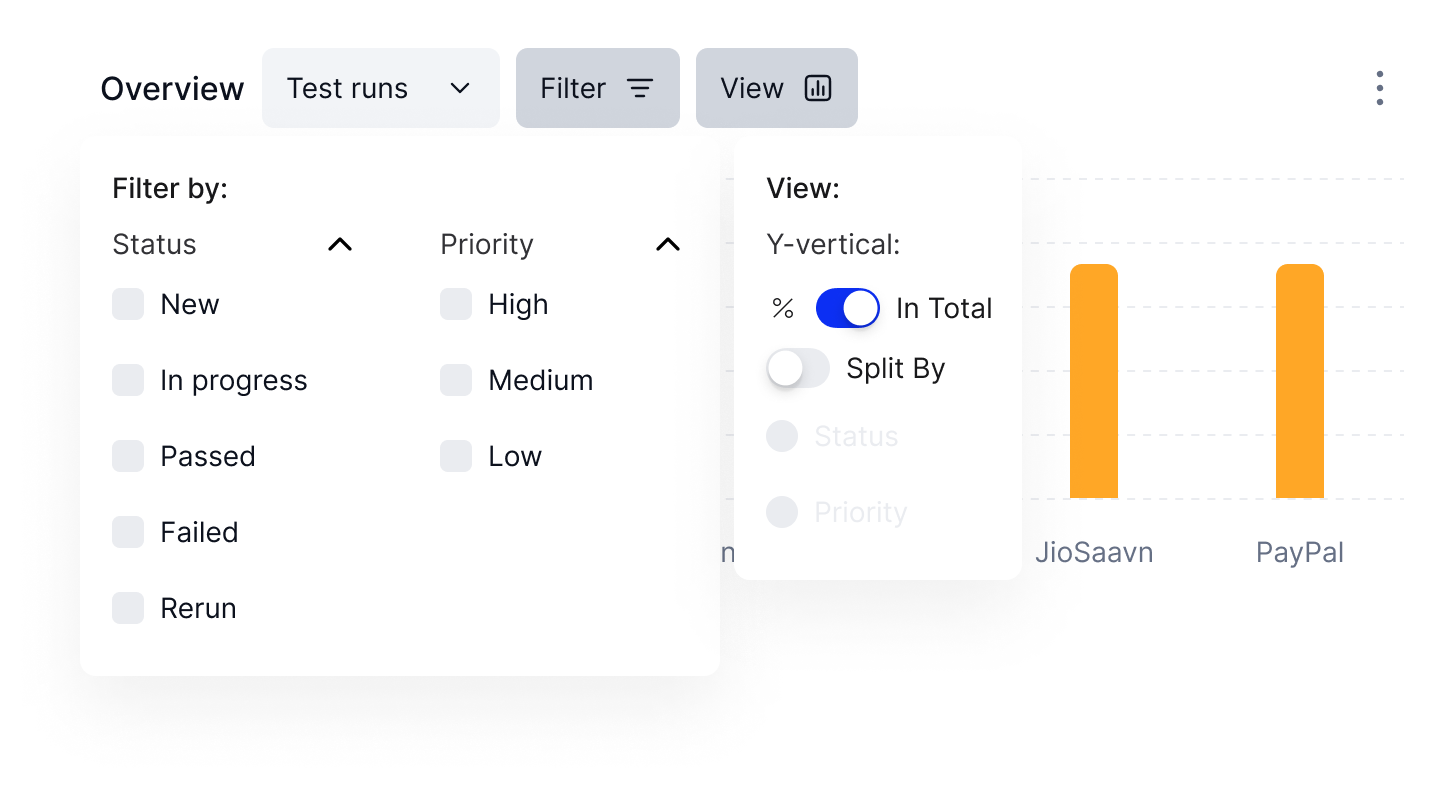 Overview
Test runs
Filter
View
Filter by:
Status
New
In progress
Passed
Failed
Rerun
Priority
High
Medium
Low
View:
Y-vertical:
% In Total
Split By
Status
Priority
n
JioSaavn
PayPal